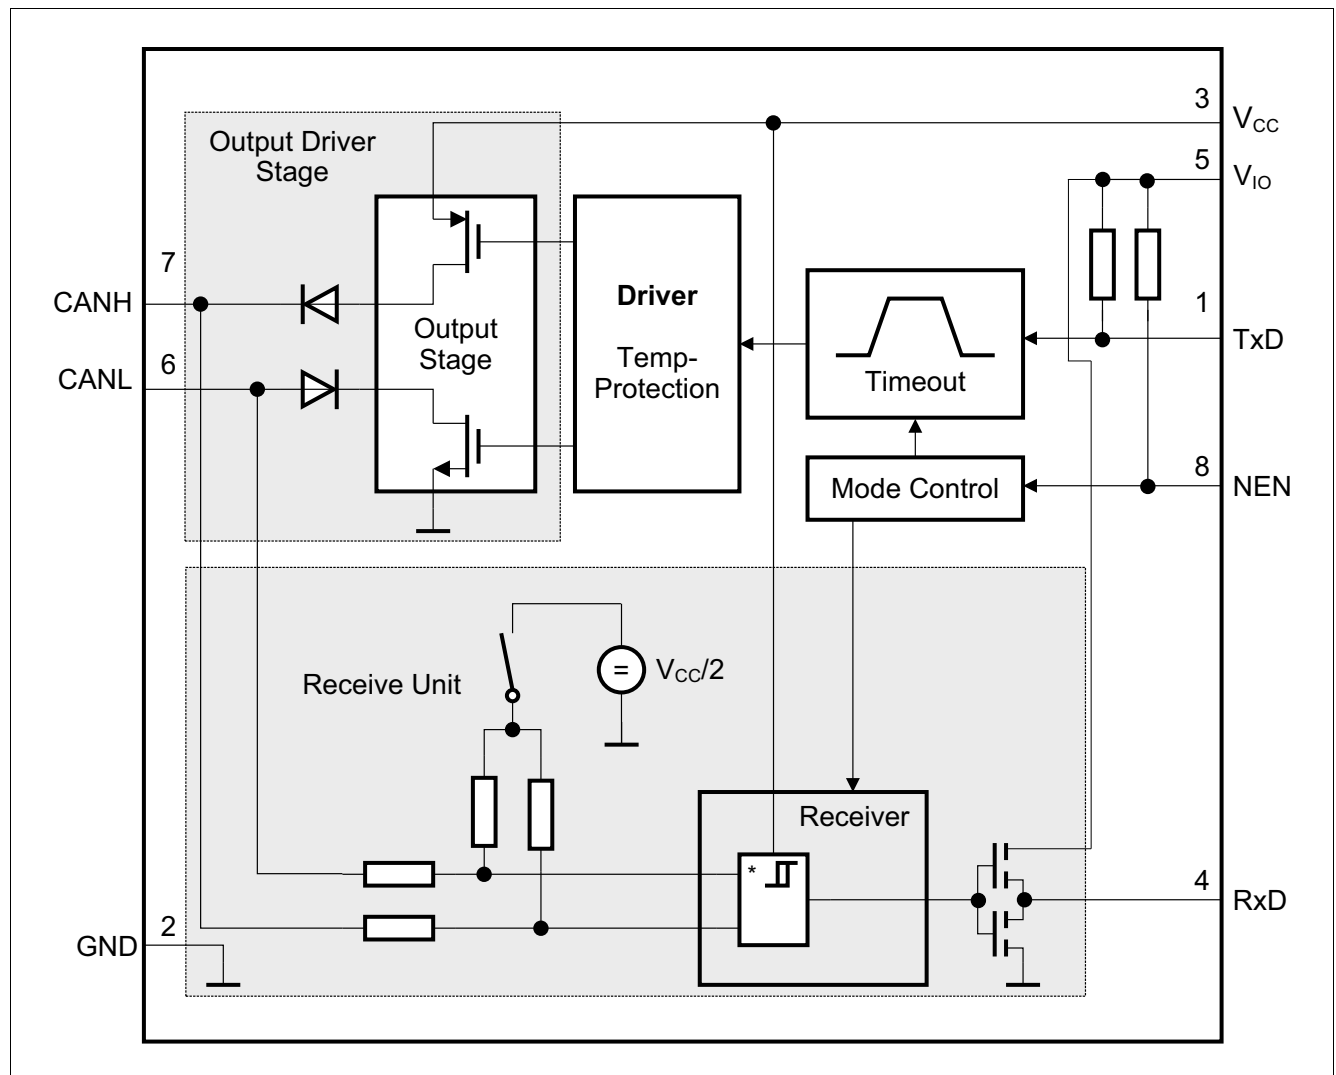 3
V_CC
5
V_IO
Output Driver
Stage
7
CANH
Output
Stage
6
CANL
Driver
Temp-
Protection
Timeout
1
TxD
Mode Control
8
NEN
Receive Unit
=
V_CC/2
Receiver
*
4
RxD
2
GND